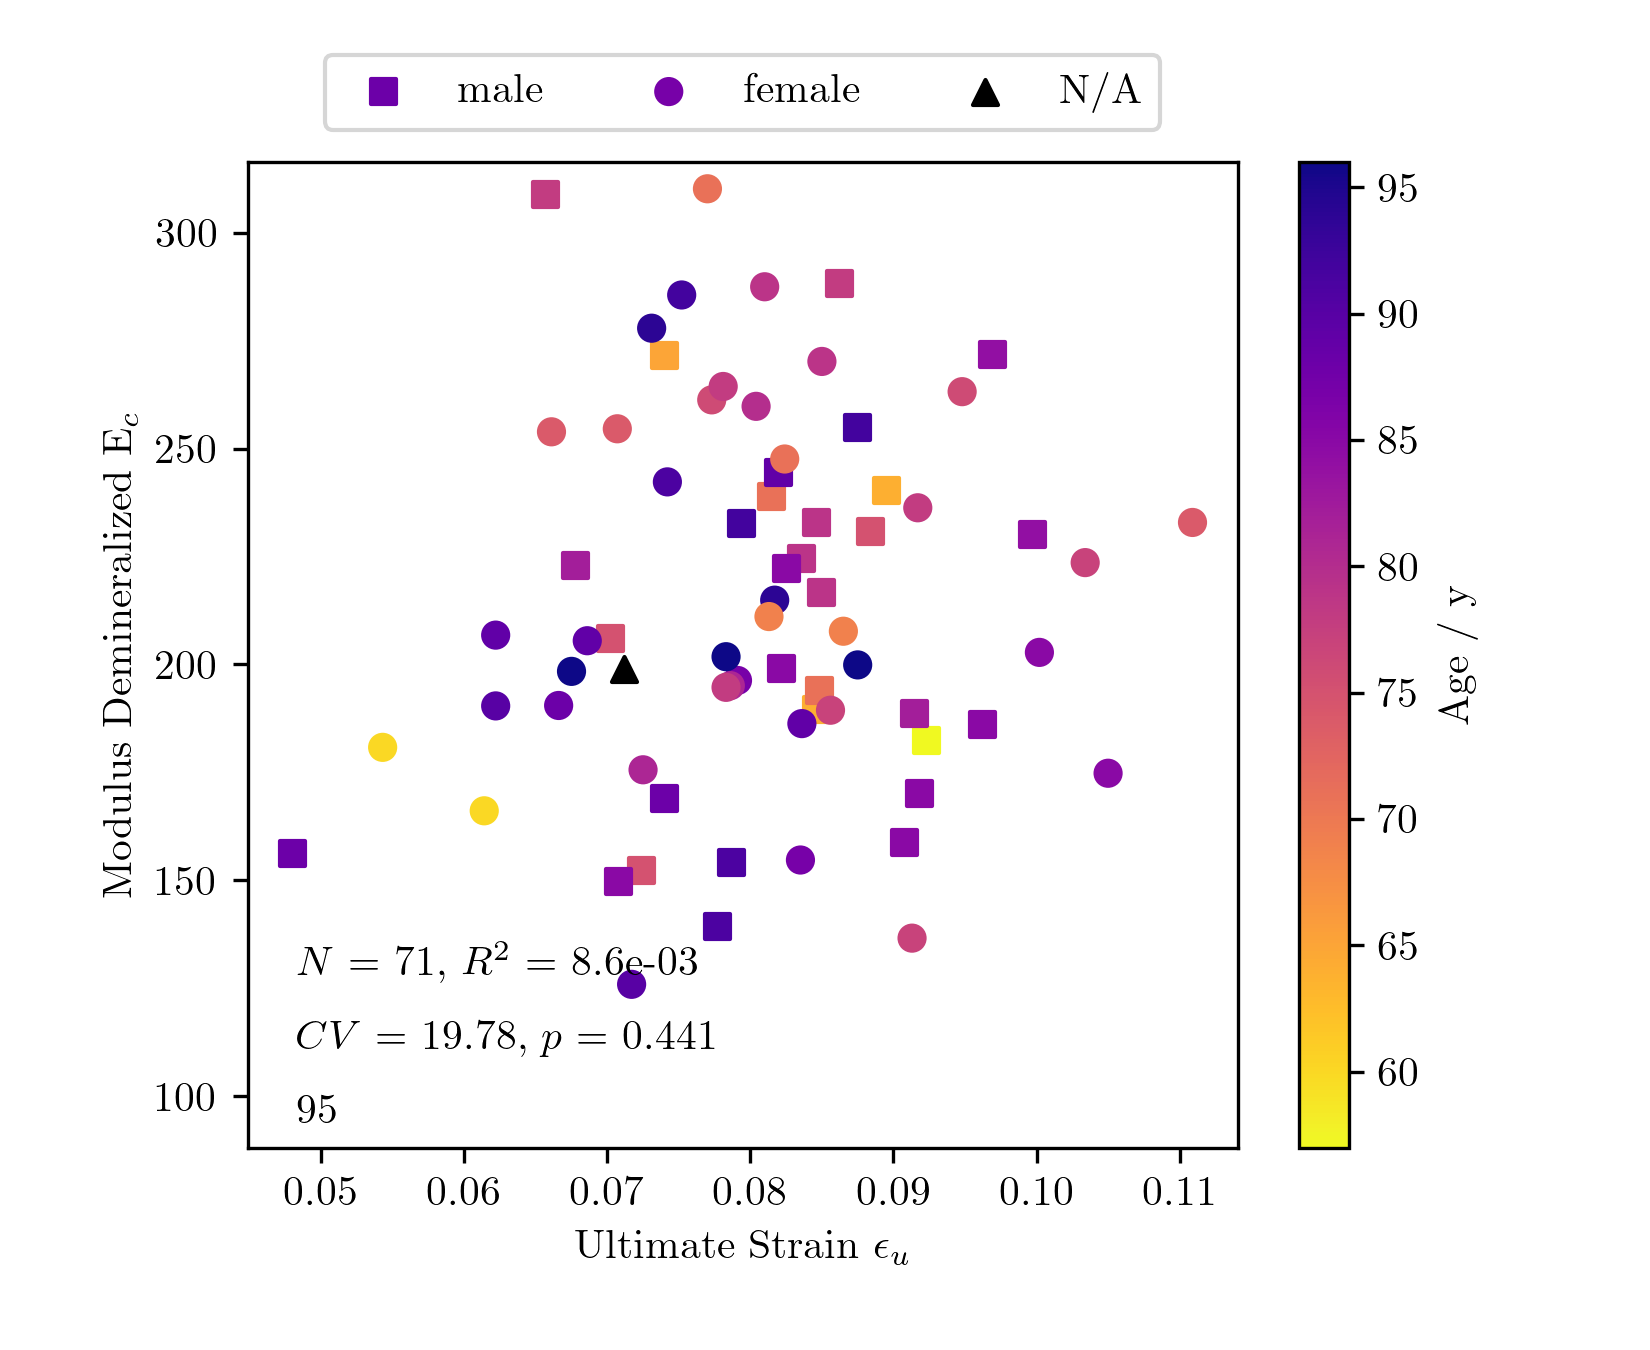 male female N/A
300
250
200
150
100
Modulus Demineralized E_c
N = 71, R² = 8.6e-03
CV = 19.78, p = 0.441
95
0.05 0.06 0.07 0.08 0.09 0.10 0.11
Ultimate Strain ϵ_u
95
90
85
80
75
70
65
60
Age / y